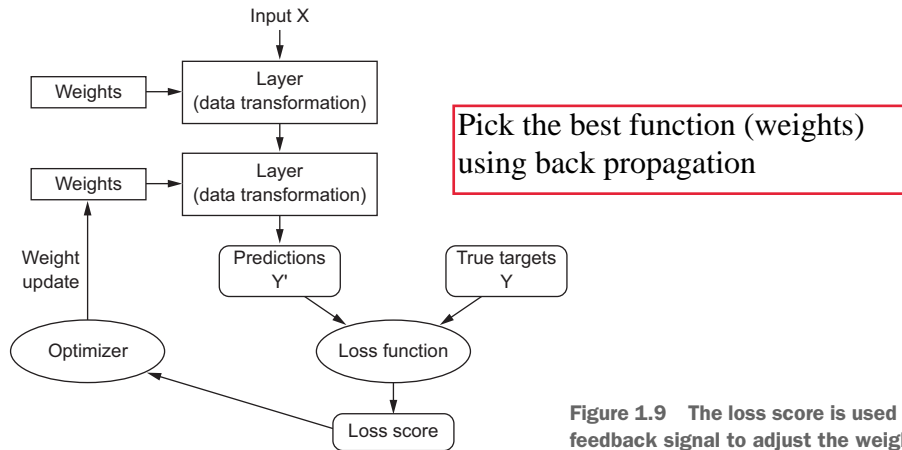 Input X
Layer
(data transformation)
Weights
Pick the best function (weights)
using back propagation
Layer
(data transformation)
Weights
Weight
update
Predictions
Y'
True targets
Y
Optimizer
Loss function
Loss score
Figure 1.9 The loss score is used
feedback signal to adjust the weigh